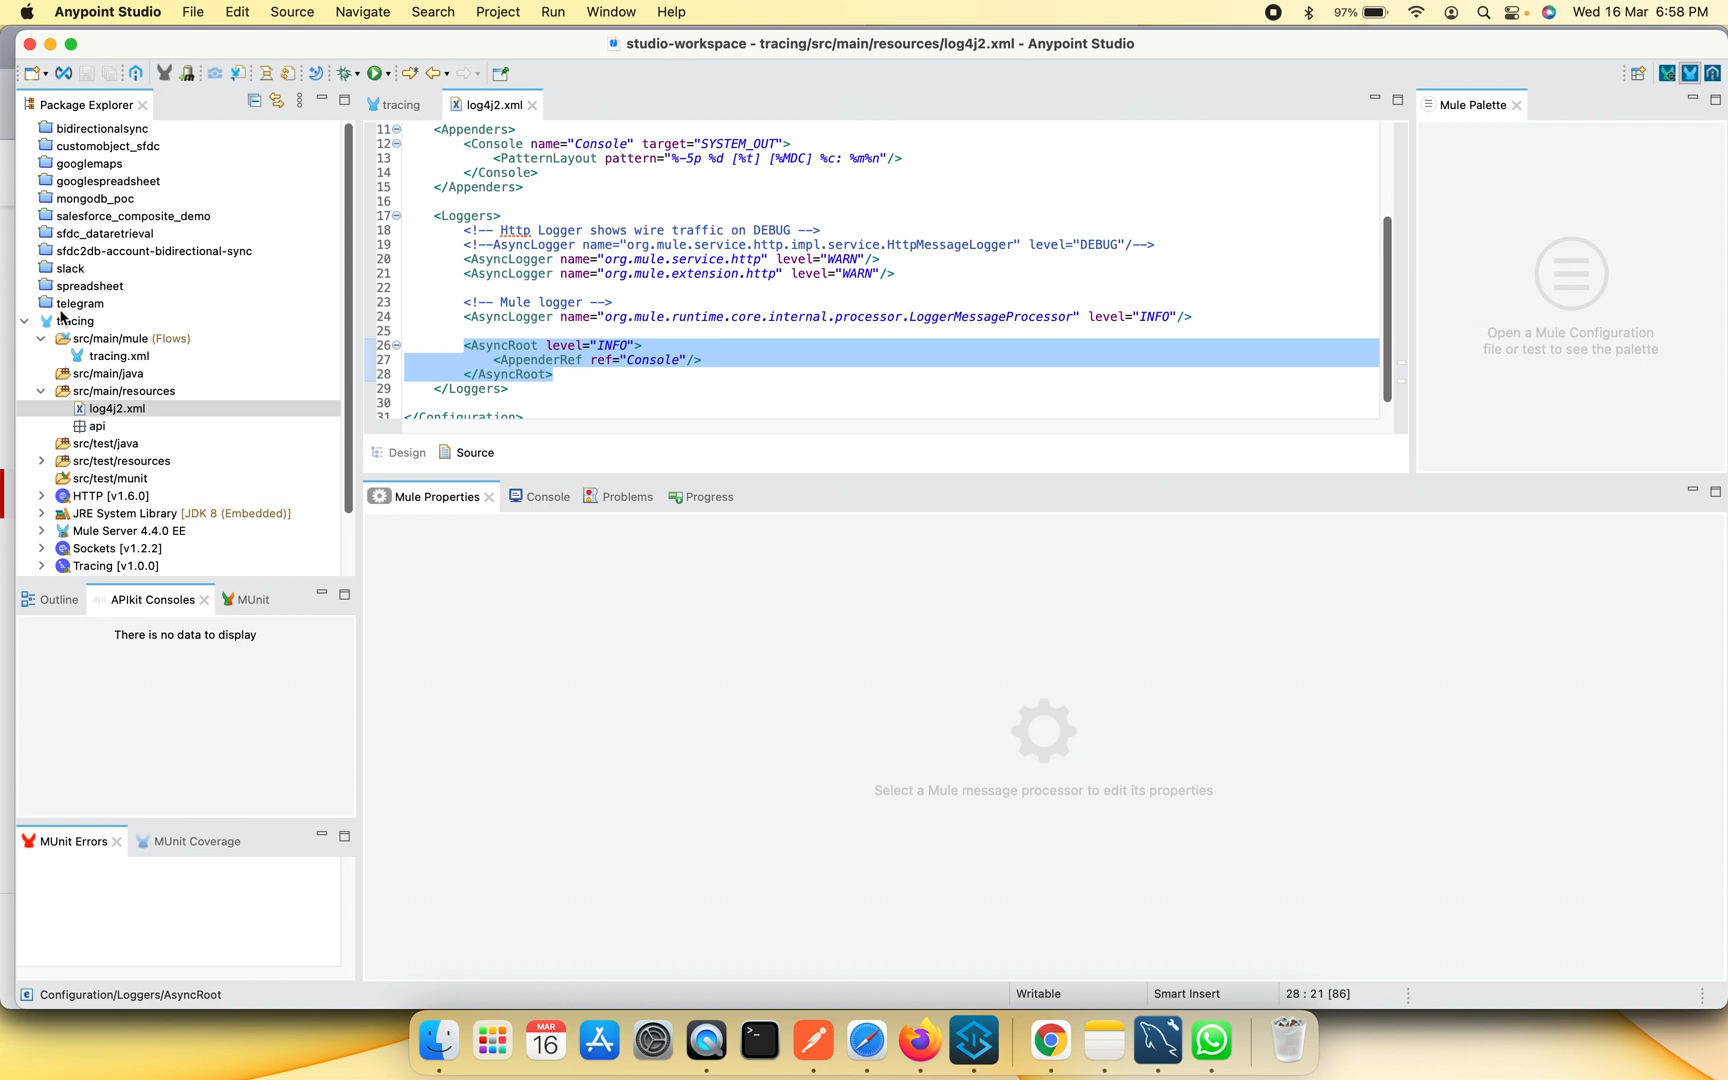 Anypoint Studio File Edit Source Navigate Search Project Run Window Help 97% Wed 16 Mar 6:58 PM
studio-workspace - tracing/src/main/resources/log4j2.xml - Anypoint Studio
Package Explorer
bidirectionalsync
customobject_sfdc
googlemaps
googlespreadsheet
mongodb_poc
salesforce_composite_demo
sfdc_dataretrieval
sfdc2db-account-bidirectional-sync
slack
spreadsheet
telegram
tracing
src/main/mule (Flows)
tracing.xml
src/main/java
src/main/resources
log4j2.xml
api
src/test/java
src/test/resources
src/test/munit
HTTP [v1.6.0]
JRE System Library [JDK 8 (Embedded)]
Mule Server 4.4.0 EE
Sockets [v1.2.2]
Tracing [v1.0.0]
tracing log4j2.xml
11 <Appenders>
12 <Console name="Console" target="SYSTEM_OUT">
13 <PatternLayout pattern="%-5p %d [%t] [%MDC] %c: %m%n"/>
14 </Console>
15 </Appenders>
16
17 <Loggers>
18 <!-- Http Logger shows wire traffic on DEBUG -->
19 <!--AsyncLogger name="org.mule.service.http.impl.service.HttpMessageLogger" level="DEBUG"/-->
20 <AsyncLogger name="org.mule.service.http" level="WARN"/>
21 <AsyncLogger name="org.mule.extension.http" level="WARN"/>
22
23 <!-- Mule logger -->
24 <AsyncLogger name="org.mule.runtime.core.internal.processor.LoggerMessageProcessor" level="INFO"/>
25
26 <AsyncRoot level="INFO">
27 <AppenderRef ref="Console"/>
28 </AsyncRoot>
29 </Loggers>
30
31 </Configuration>
Design Source
Mule Palette
Open a Mule Configuration
file or test to see the palette
Mule Properties Console Problems Progress
Select a Mule message processor to edit its properties
Outline api APIkit Consoles MUnit
There is no data to display
MUnit Errors MUnit Coverage
Configuration/Loggers/AsyncRoot Writable Smart Insert 28 : 21 [86]
MAR
16